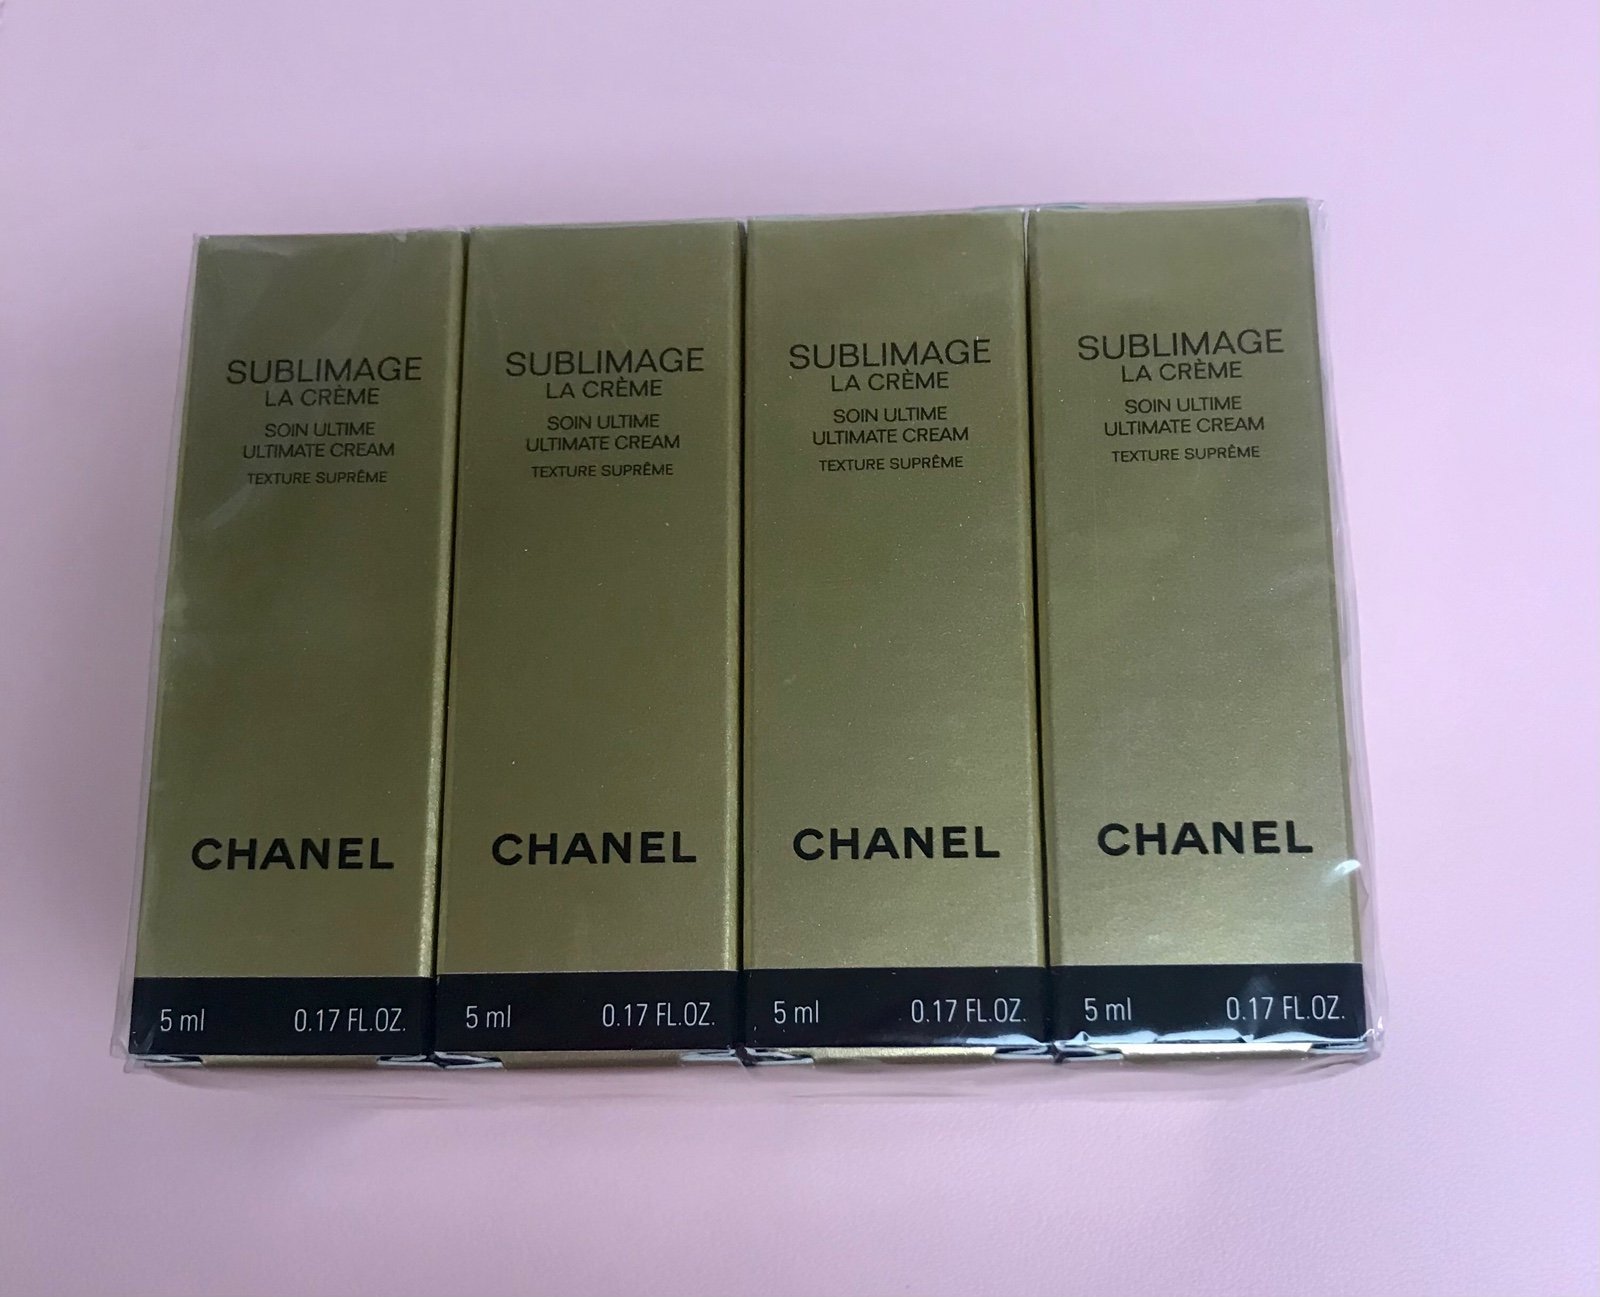 SUBLIMAGE
LA CRÈME
SOIN ULTIME
ULTIMATE CREAM
TEXTURE SUPRÊME
CHANEL
5 ml 0.17 FL.OZ.
SUBLIMAGE
LA CRÈME
SOIN ULTIME
ULTIMATE CREAM
TEXTURE SUPRÊME
CHANEL
5 ml 0.17 FL.OZ.
SUBLIMAGE
LA CRÈME
SOIN ULTIME
ULTIMATE CREAM
TEXTURE SUPRÊME
CHANEL
5 ml 0.17 FL.OZ.
SUBLIMAGE
LA CRÈME
SOIN ULTIME
ULTIMATE CREAM
TEXTURE SUPRÊME
CHANEL
5 ml 0.17 FL.OZ.